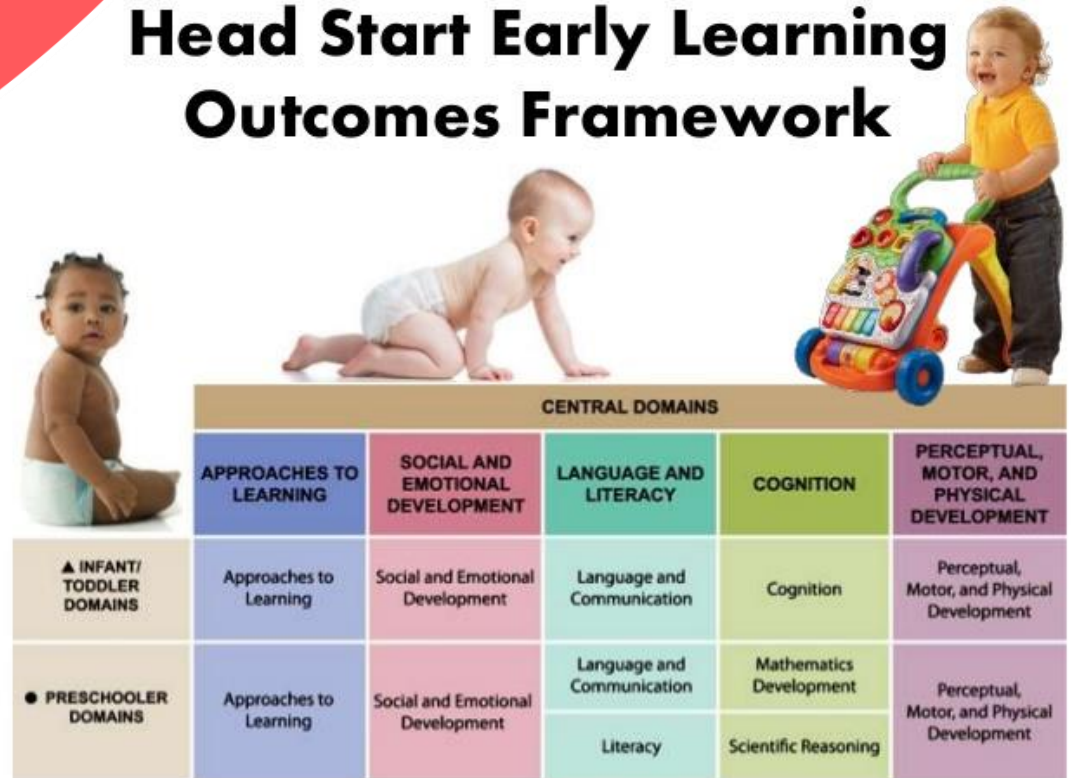 Head Start Early Learning
Outcomes Framework
CENTRAL DOMAINS
APPROACHES TO
LEARNING
SOCIAL AND
EMOTIONAL
DEVELOPMENT
LANGUAGE AND
LITERACY
COGNITION
PERCEPTUAL,
MOTOR, AND
PHYSICAL
DEVELOPMENT
▲ INFANT/
TODDLER
DOMAINS
Approaches to
Learning
Social and Emotional
Development
Language and
Communication
Cognition
Perceptual,
Motor, and Physical
Development
● PRESCHOOLER
DOMAINS
Approaches to
Learning
Social and Emotional
Development
Language and
Communication
Literacy
Mathematics
Development
Scientific Reasoning
Perceptual,
Motor, and Physical
Development